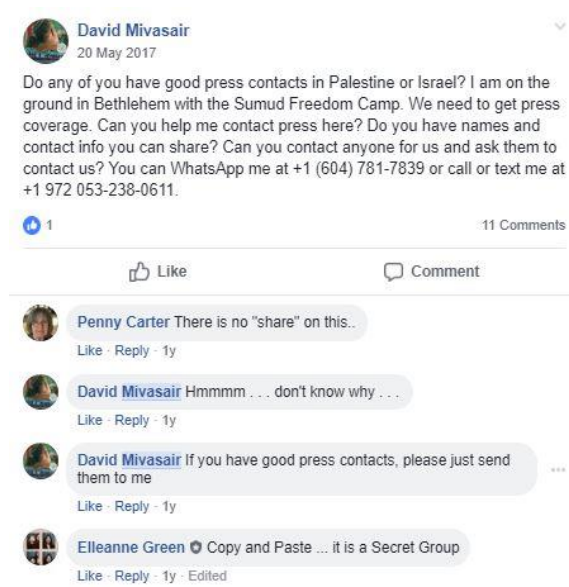 David Mivasair
20 May 2017
Do any of you have good press contacts in Palestine or Israel? I am on the
ground in Bethlehem with the Sumud Freedom Camp. We need to get press
coverage. Can you help me contact press here? Do you have names and
contact info you can share? Can you contact anyone for us and ask them to
contact us? You can WhatsApp me at +1 (604) 781-7839 or call or text me at
+1 972 053-238-0611.
1
11 Comments
Like
Comment
Penny Carter There is no "share" on this..
Like · Reply · 1y
David Mivasair Hmmmm . . . don't know why . . .
Like · Reply · 1y
David Mivasair If you have good press contacts, please just send
them to me
Like · Reply · 1y
Elleanne Green Copy and Paste ... it is a Secret Group
Like · Reply · 1y · Edited